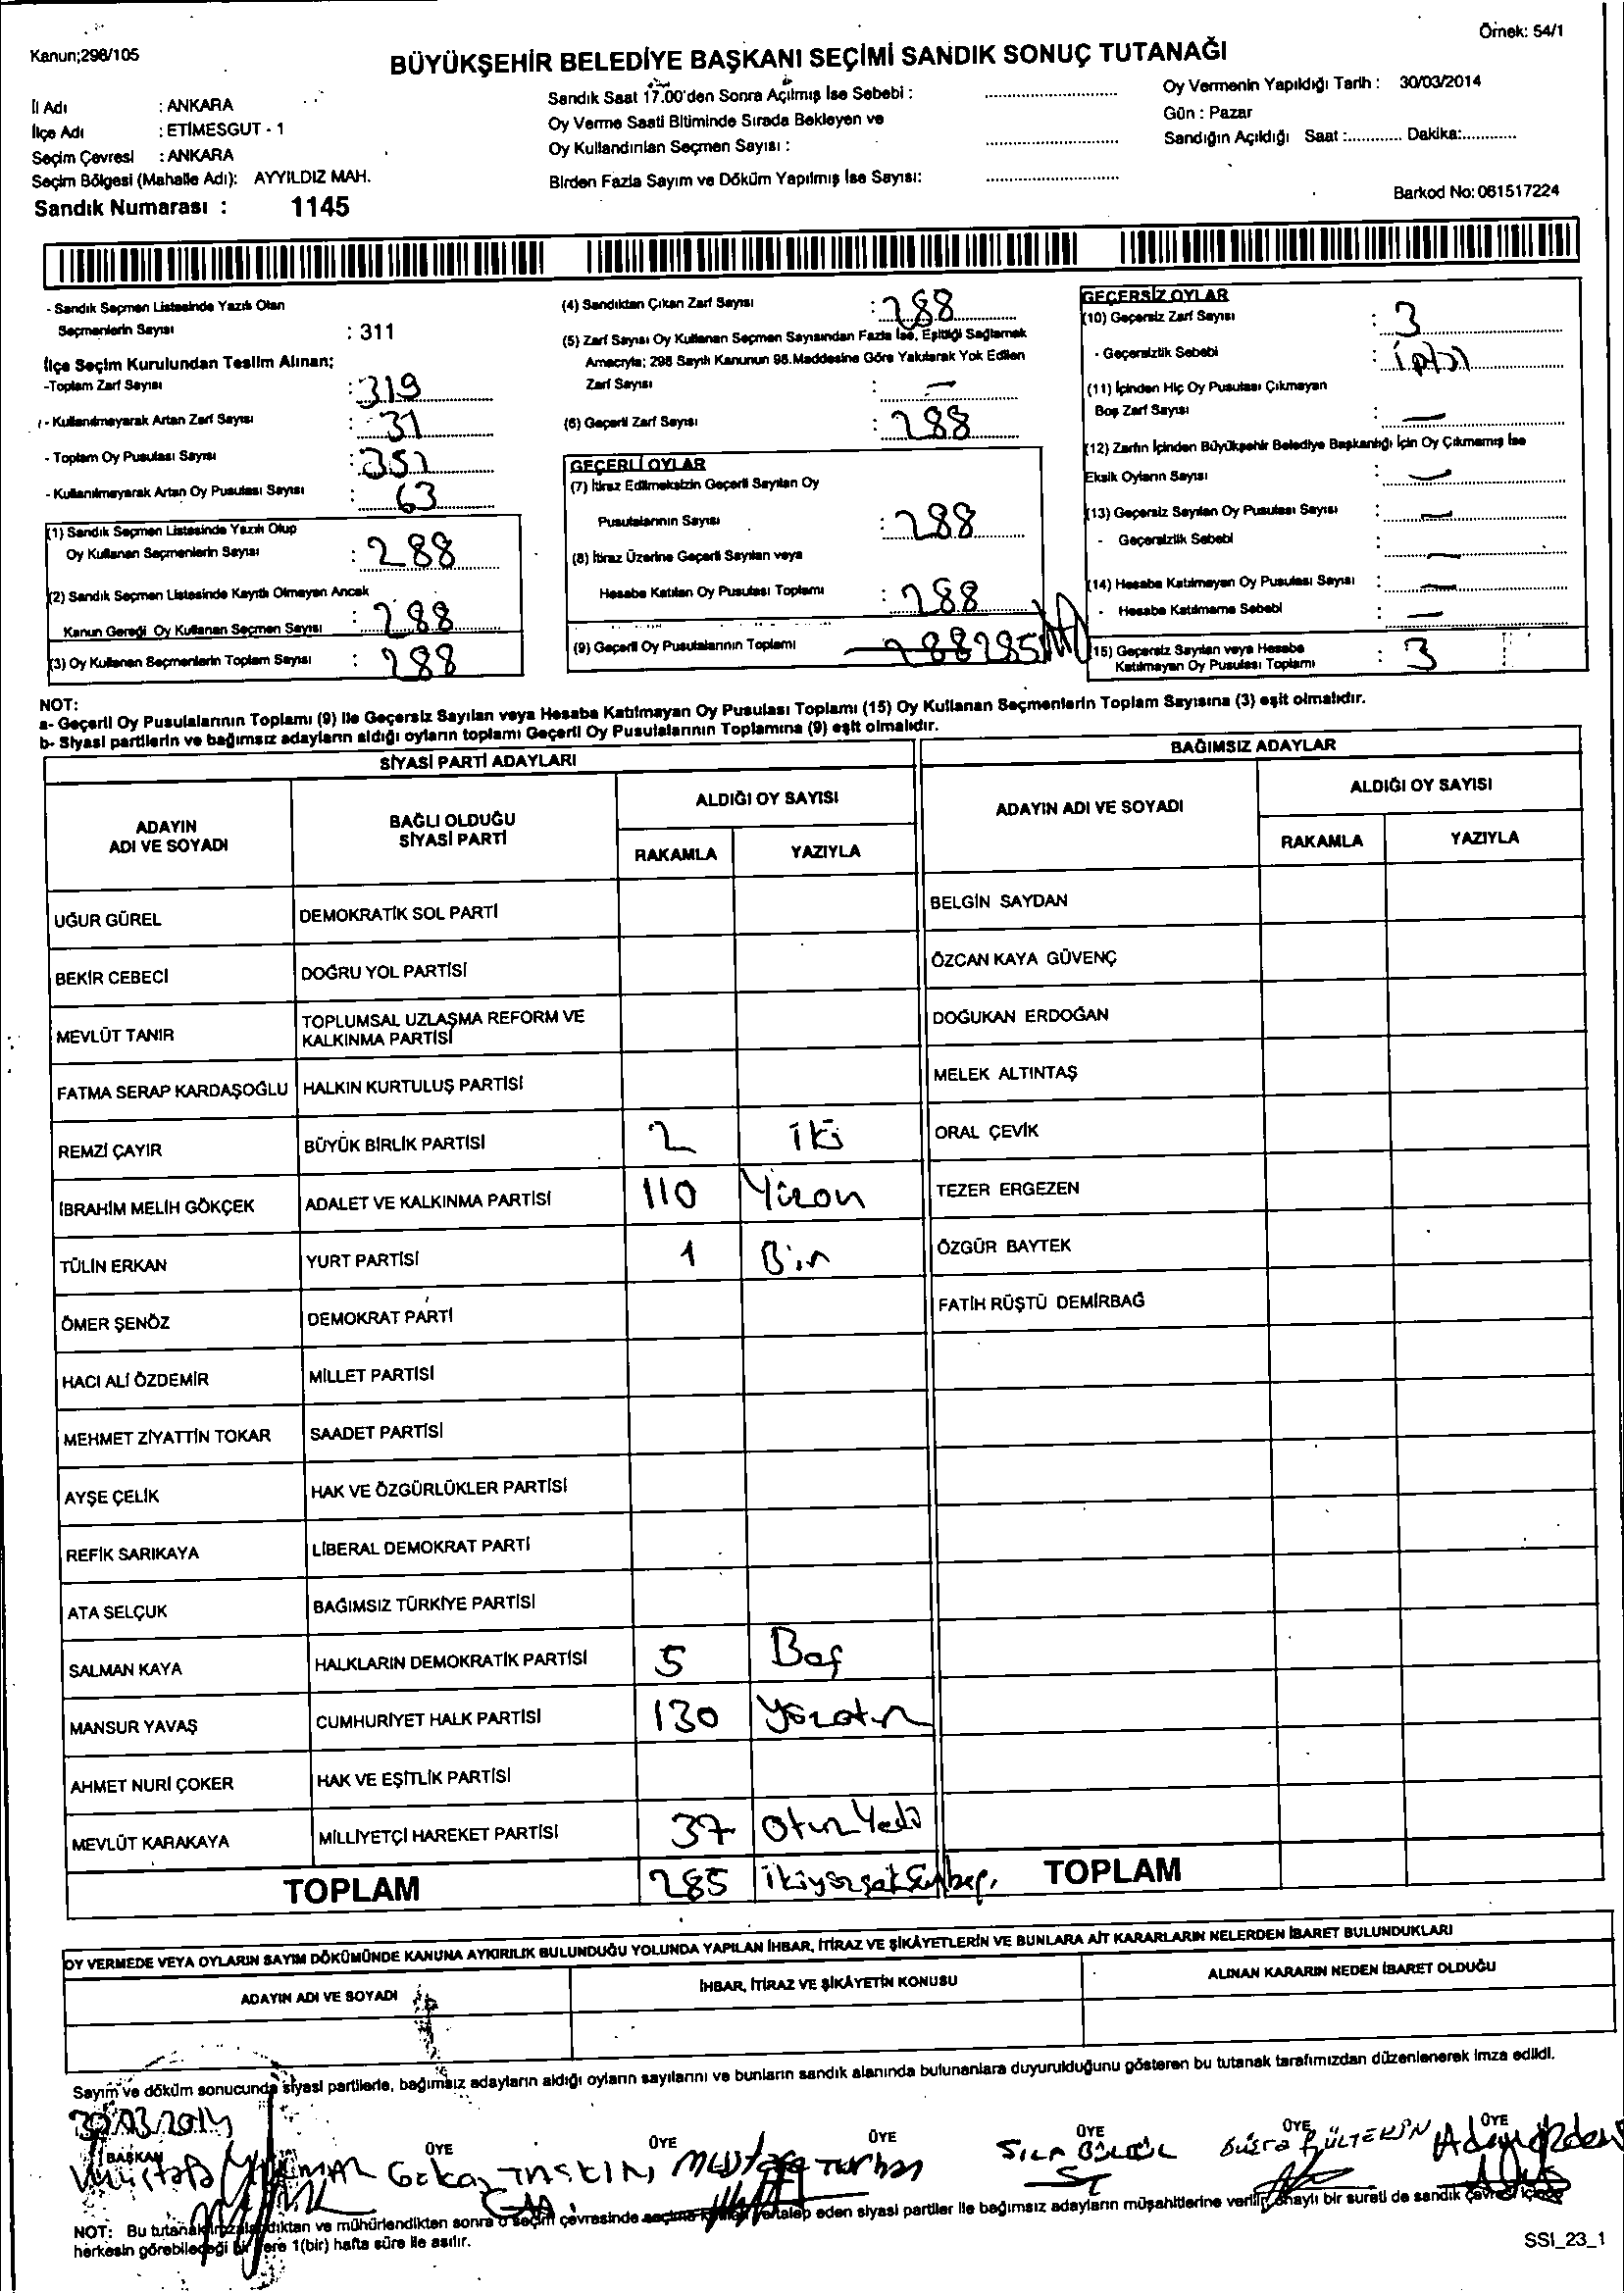 Örnek: 54/1
Kanun;298/105
BÜYÜKŞEHİR BELEDİYE BAŞKANI SEÇİMİ SANDIK SONUÇ TUTANAĞI
İl Adı : ANKARA
İlçe Adı : ETİMESGUT - 1
Seçim Çevresi : ANKARA
Seçim Bölgesi (Mahalle Adı): AYYILDIZ MAH.
Sandık Numarası : 1145
Sandık Saat 17.00'den Sonra Açılmış İse Sebebi :
Oy Verme Saati Bitiminde Sırada Bekleyen ve
Oy Kullandırılan Seçmen Sayısı :
Birden Fazla Sayım ve Döküm Yapılmış İse Sayısı:
Oy Vermenin Yapıldığı Tarih : 30/03/2014
Gün : Pazar
Sandığın Açıldığı Saat :............ Dakika:............
Barkod No: 061517224
- Sandık Seçmen Listesinde Yazılı Olan
Seçmenlerin Sayısı : 311
İlçe Seçim Kurulundan Teslim Alınan;
-Toplam Zarf Sayısı : 319
- Kullanılmayarak Artan Zarf Sayısı : 31
- Toplam Oy Pusulası Sayısı : 351
- Kullanılmayarak Artan Oy Pusulası Sayısı : 63
(1) Sandık Seçmen Listesinde Yazılı Olup
Oy Kullanan Seçmenlerin Sayısı : 288
(2) Sandık Seçmen Listesinde Kayıtlı Olmayan Ancak
Kanun Gereği Oy Kullanan Seçmen Sayısı : 288
(3) Oy Kullanan Seçmenlerin Toplam Sayısı : 288
(4) Sandıktan Çıkan Zarf Sayısı : 288
(5) Zarf Sayısı Oy Kullanan Seçmen Sayısından Fazla İse, Eşitliği Sağlamak
Amacıyla; 298 Sayılı Kanunun 98.Maddesine Göre Yakılarak Yok Edilen
Zarf Sayısı : -
(6) Geçerli Zarf Sayısı : 288
GEÇERLİ OYLAR
(7) İtiraz Edilmeksizin Geçerli Sayılan Oy
Pusulalarının Sayısı : 288
(8) İtiraz Üzerine Geçerli Sayılan veya
Hesaba Katılan Oy Pusulası Toplamı : 288
(9) Geçerli Oy Pusulalarının Toplamı 288 285
GEÇERSİZ OYLAR
(10) Geçersiz Zarf Sayısı : 3
- Geçersizlik Sebebi : iptal
(11) İçinden Hiç Oy Pusulası Çıkmayan
Boş Zarf Sayısı : -
(12) Zarfın İçinden Büyükşehir Belediye Başkanlığı İçin Oy Çıkmamış İse
Eksik Oyların Sayısı : -
(13) Geçersiz Sayılan Oy Pusulası Sayısı : -
- Geçersizlik Sebebi : -
(14) Hesaba Katılmayan Oy Pusulası Sayısı : -
- Hesaba Katılmama Sebebi : -
(15) Geçersiz Sayılan veya Hesaba
Katılmayan Oy Pusulası Toplamı : 3
NOT:
a- Geçerli Oy Pusulalarının Toplamı (9) İle Geçersiz Sayılan veya Hesaba Katılmayan Oy Pusulası Toplamı (15) Oy Kullanan Seçmenlerin Toplam Sayısına (3) eşit olmalıdır.
b- Siyasi partilerin ve bağımsız adayların aldığı oyların toplamı Geçerli Oy Pusulalarının Toplamına (9) eşit olmalıdır.
SİYASİ PARTİ ADAYLARI
ADAYIN
ADI VE SOYADI
BAĞLI OLDUĞU
SİYASİ PARTİ
ALDIĞI OY SAYISI
RAKAMLA YAZIYLA
UĞUR GÜREL DEMOKRATİK SOL PARTİ
BEKİR CEBECİ DOĞRU YOL PARTİSİ
MEVLÜT TANIR TOPLUMSAL UZLAŞMA REFORM VE
KALKINMA PARTİSİ
FATMA SERAP KARDAŞOĞLU HALKIN KURTULUŞ PARTİSİ
REMZİ ÇAYIR BÜYÜK BİRLİK PARTİSİ 2 iki
İBRAHİM MELİH GÖKÇEK ADALET VE KALKINMA PARTİSİ 110 Yüzon
TÜLİN ERKAN YURT PARTİSİ 1 Bir
ÖMER ŞENÖZ DEMOKRAT PARTİ
HACI ALİ ÖZDEMİR MİLLET PARTİSİ
MEHMET ZİYATTİN TOKAR SAADET PARTİSİ
AYŞE ÇELİK HAK VE ÖZGÜRLÜKLER PARTİSİ
REFİK SARIKAYA LİBERAL DEMOKRAT PARTİ
ATA SELÇUK BAĞIMSIZ TÜRKİYE PARTİSİ
SALMAN KAYA HALKLARIN DEMOKRATİK PARTİSİ 5 Beş
MANSUR YAVAŞ CUMHURİYET HALK PARTİSİ 130 Yüzotuz
AHMET NURİ ÇOKER HAK VE EŞİTLİK PARTİSİ
MEVLÜT KARAKAYA MİLLİYETÇİ HAREKET PARTİSİ 37 Otuz Yedi
TOPLAM 285 ikiyüzseksenbeş.
BAĞIMSIZ ADAYLAR
ADAYIN ADI VE SOYADI
ALDIĞI OY SAYISI
RAKAMLA YAZIYLA
BELGİN SAYDAN
ÖZCAN KAYA GÜVENÇ
DOĞUKAN ERDOĞAN
MELEK ALTINTAŞ
ORAL ÇEVİK
TEZER ERGEZEN
ÖZGÜR BAYTEK
FATİH RÜŞTÜ DEMİRBAĞ
TOPLAM
OY VERMEDE VEYA OYLARIN SAYIM DÖKÜMÜNDE KANUNA AYKIRILIK BULUNDUĞU YOLUNDA YAPILAN İHBAR, İTİRAZ VE ŞİKÂYETLERİN VE BUNLARA AİT KARARLARIN NELERDEN İBARET BULUNDUKLARI
ADAYIN ADI VE SOYADI İHBAR, İTİRAZ VE ŞİKÂYETİN KONUSU ALINAN KARARIN NEDEN İBARET OLDUĞU
Sayım ve döküm sonucunda siyasi partilerle, bağımsız adayların aldığı oyların sayılarını ve bunların sandık alanında bulunanlara duyurulduğunu gösteren bu tutanak tarafımızdan düzenlenerek imza edildi.
30/03/2014
BAŞKAN ÜYE ÜYE ÜYE ÜYE ÜYE ÜYE
Mustafa Gökay TAŞKIN Mustafa Turhan Büşra GÜLTEKİN
NOT: Bu tutanak imzalandıktan ve mühürlendikten sonra o seçim çevresinde seçime talep eden siyasi partiler ile bağımsız adayların müşahitlerine verilir, onaylı bir sureti de sandık çevresi içinde
herkesin görebileceği bir yere 1(bir) hafta süre ile asılır.
SSI_23_1